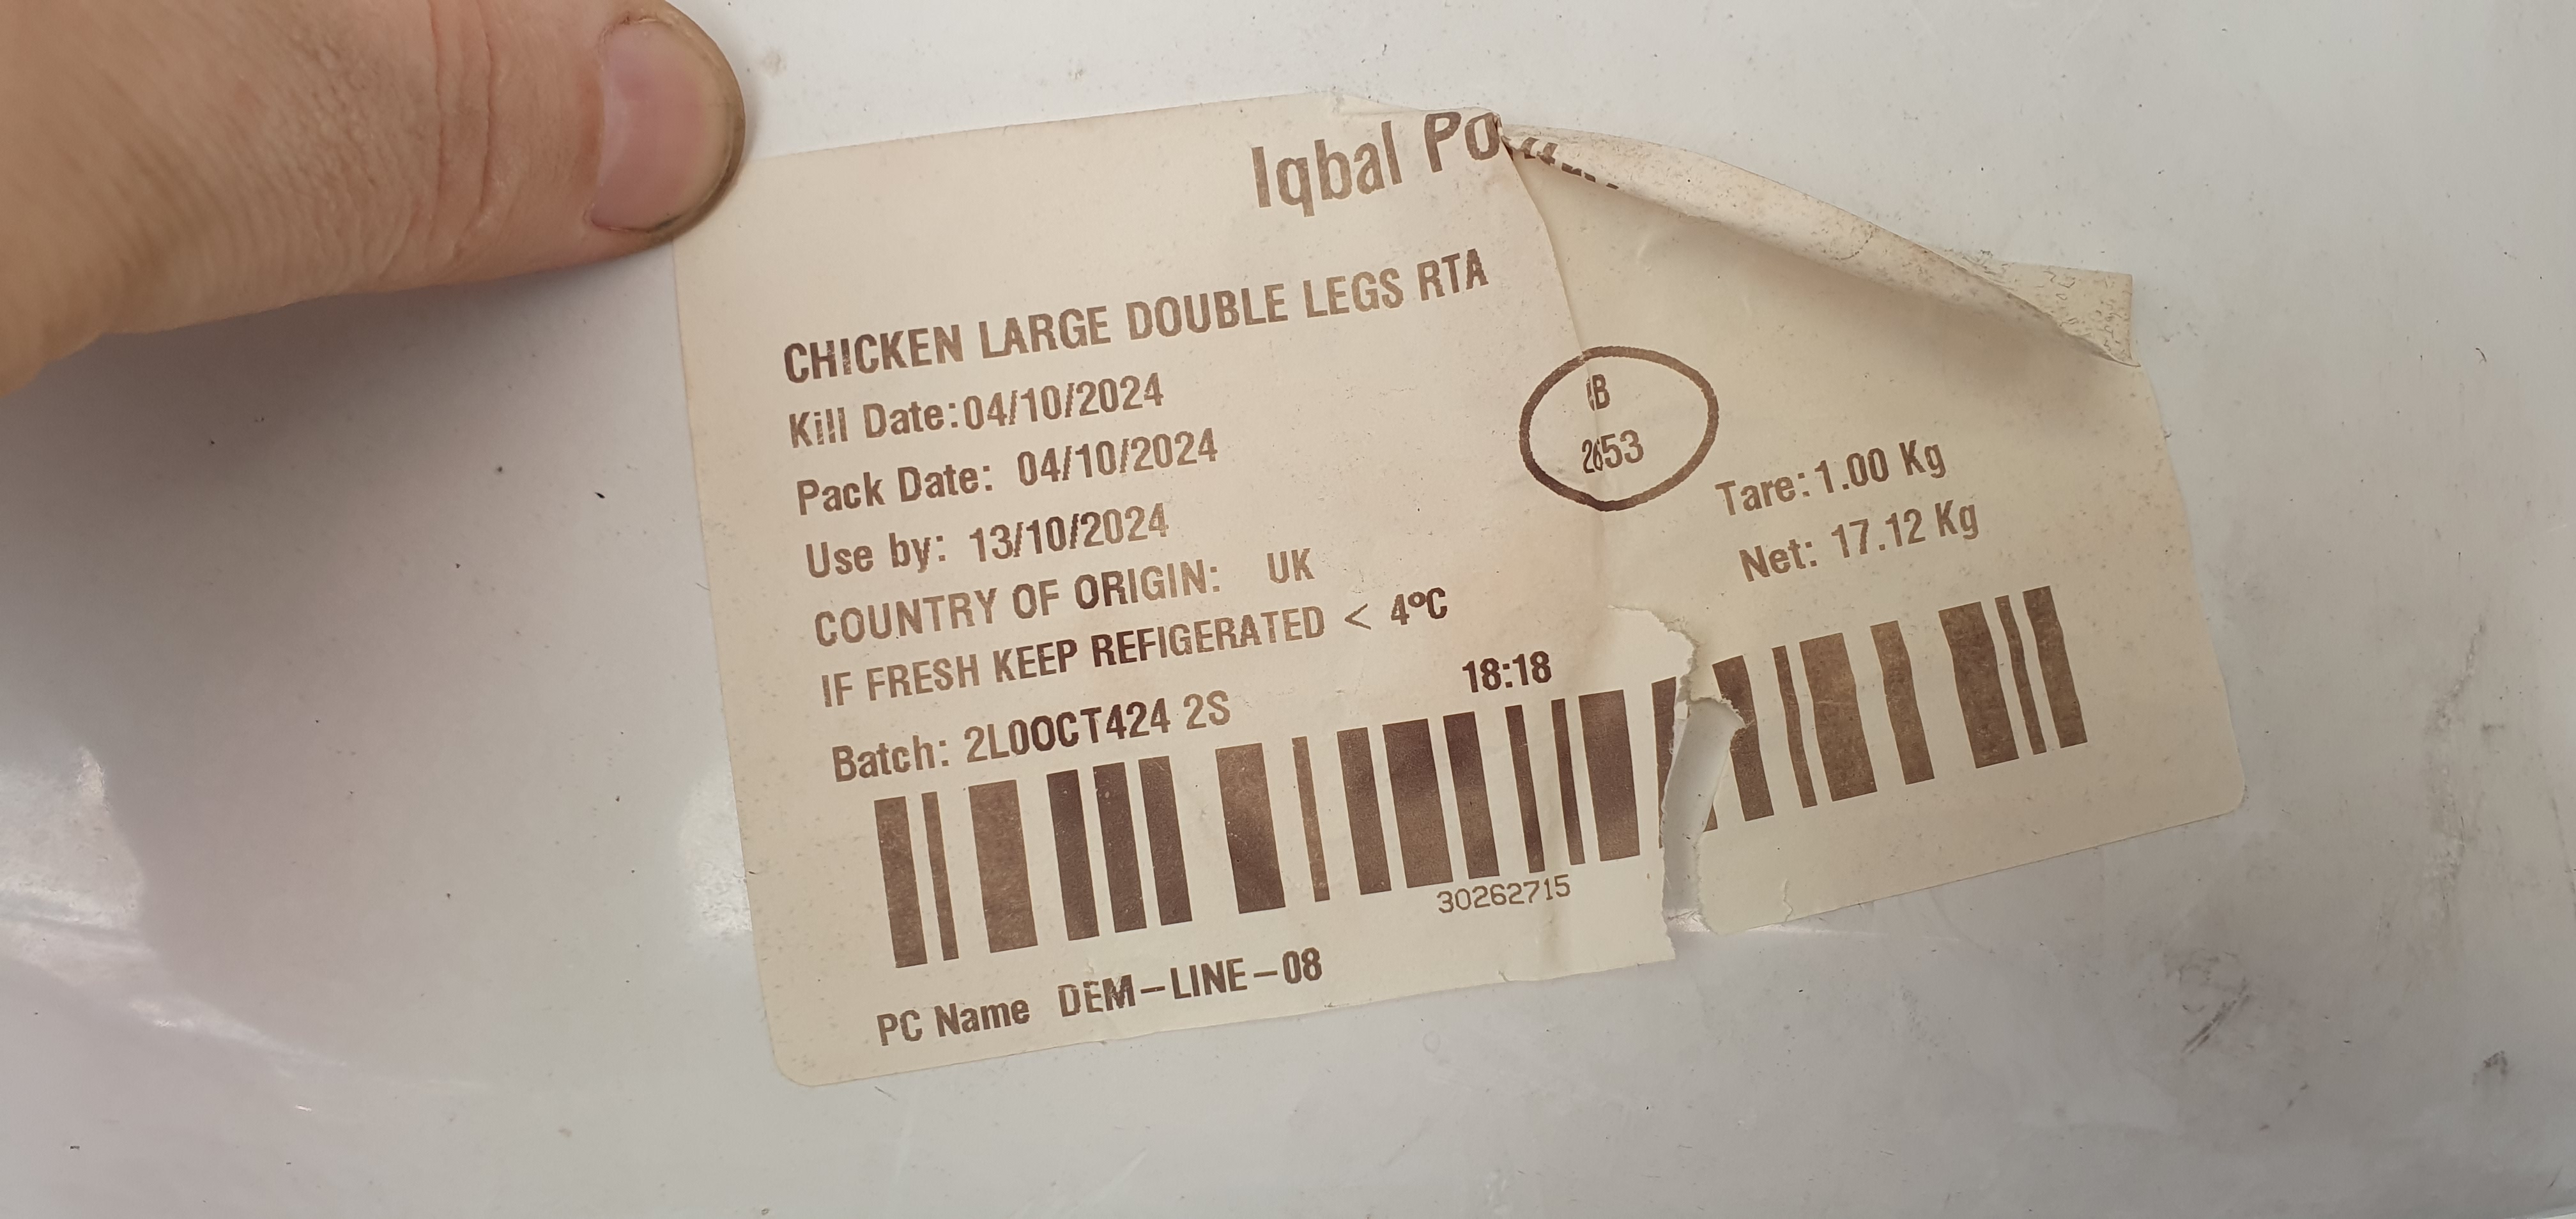 Iqbal Po
CHICKEN LARGE DOUBLE LEGS RTA
Kill Date:04/10/2024
Pack Date: 04/10/2024
Use by: 13/10/2024
COUNTRY OF ORIGIN: UK
IF FRESH KEEP REFIGERATED < 4ºC
Batch: 2LOOCT424 2S
18:18
B
2653
Tare:1.00 Kg
Net: 17.12 Kg
30262715
PC Name DEM-LINE-08